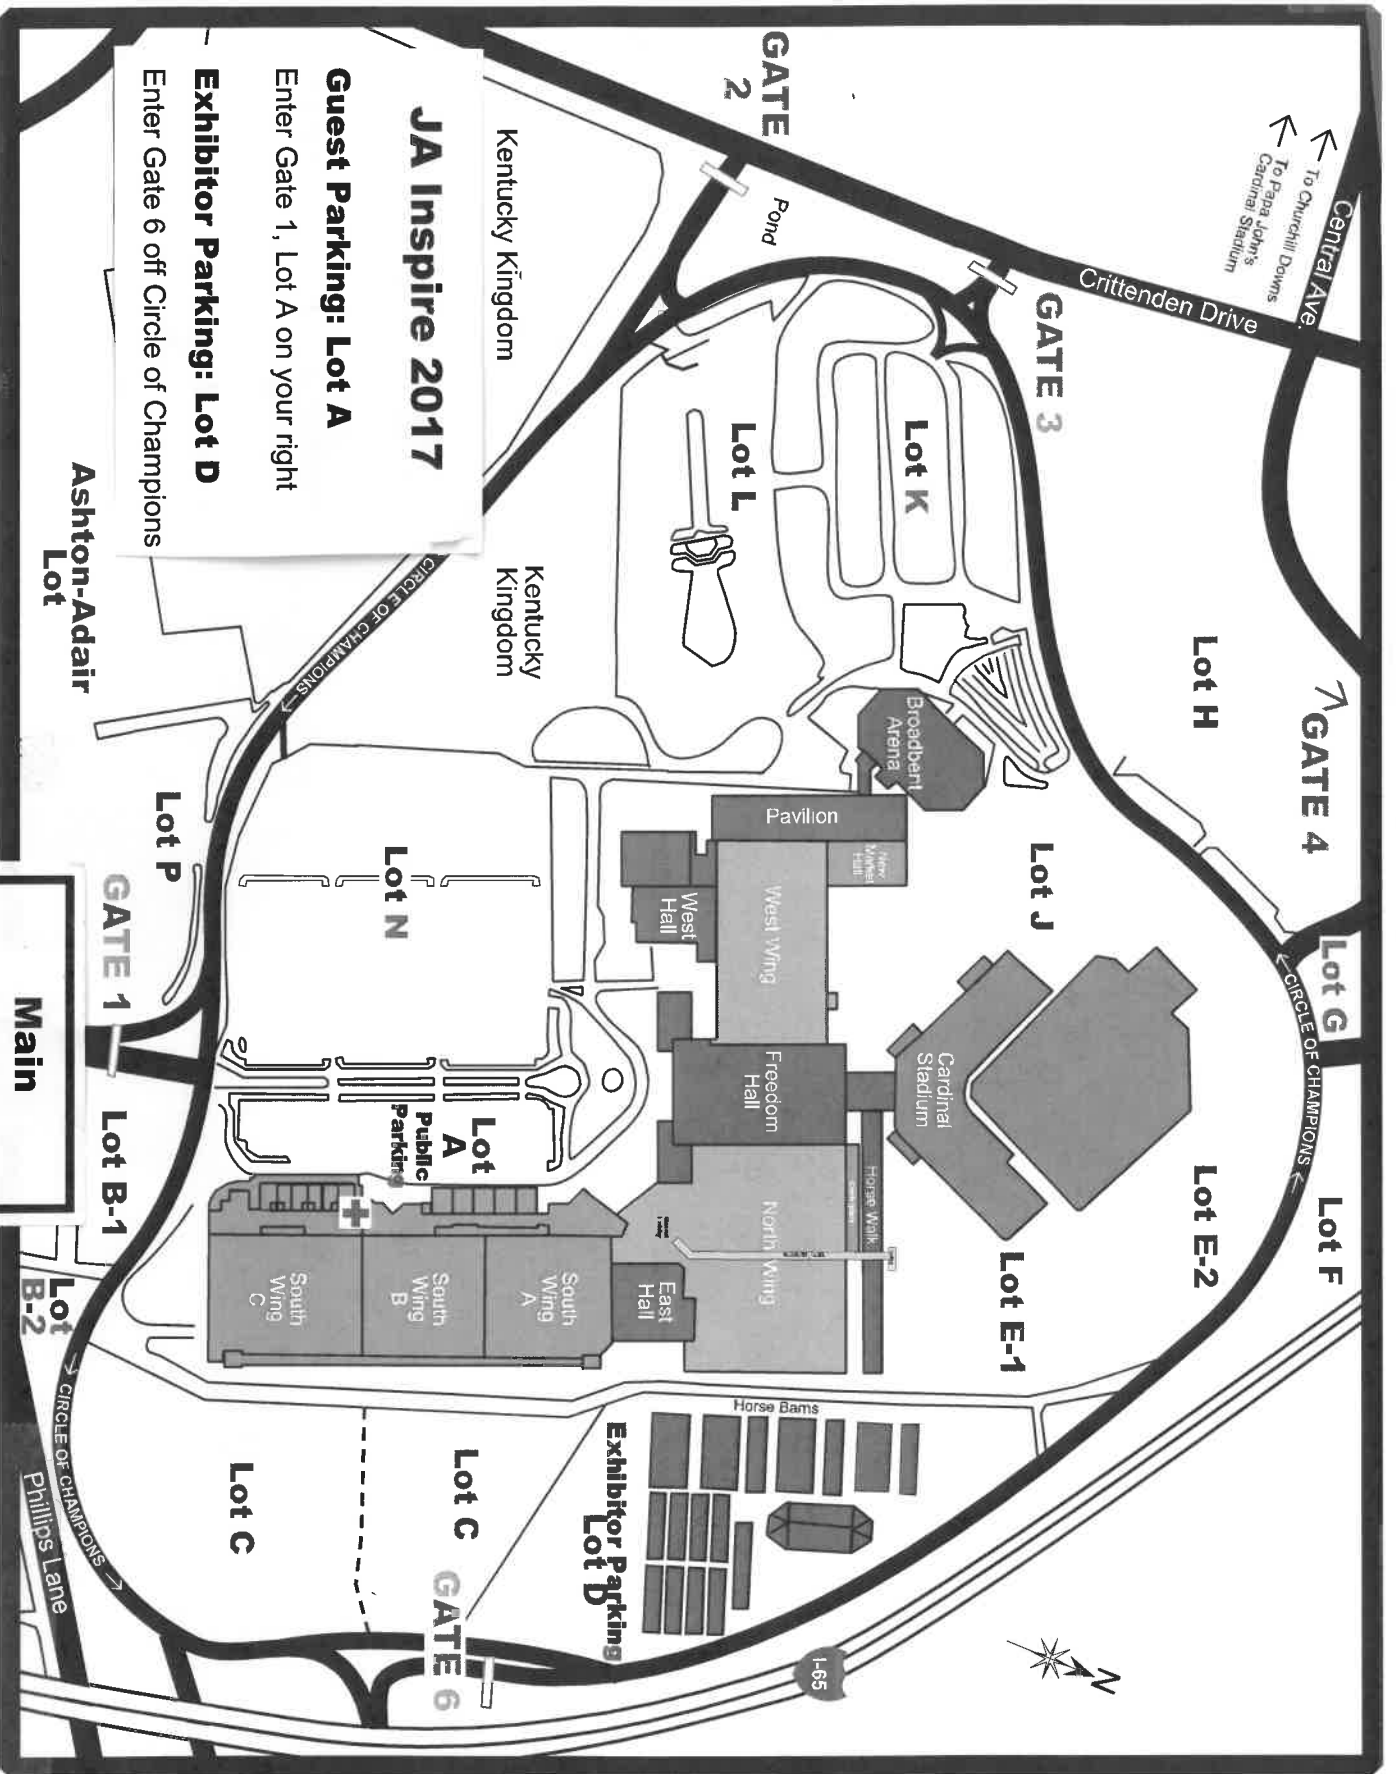 JA Inspire 2017
Guest Parking: Lot A
Enter Gate 1, Lot A on your right
Exhibitor Parking: Lot D
Enter Gate 6 off Circle of Champions
Central Ave.
To Churchill Downs
To Papa John's
Cardinal Stadium
Crittenden Drive
GATE
2
Pond
GATE 3
Kentucky Kingdom
Lot H
GATE 4
Lot K
Lot L
CIRCLE OF CHAMPIONS
Kentucky
Kingdom
Ashton-Adair
Lot
Broadbent
Arena
Lot J
Lot G
CIRCLE OF CHAMPIONS
Pavilion
New
Market
Hall
West Wing
West
Hall
Lot N
Lot P
GATE 1
Main
Cardinal
Stadium
Freedom
Hall
Lot
A
Public
Parking
Lot B-1
Lot F
Lot E-2
Lot E-1
Horse Walk
North Wing
East
Hall
South
Wing
A
South
Wing
B
South
Wing
C
Lot
B-2
CIRCLE OF CHAMPIONS
Phillips Lane
Horse Barns
Exhibitor Parking
Lot D
Lot C
Lot C
GATE 6
I-65
N